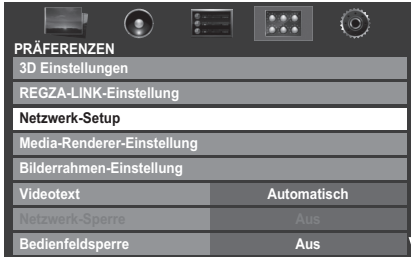 PRÄFERENZEN
3D Einstellungen
REGZA-LINK-Einstellung
Netzwerk-Setup
Media-Renderer-Einstellung
Bilderrahmen-Einstellung
Videotext Automatisch
Netzwerk-Sperre Aus
Bedienfeldsperre Aus